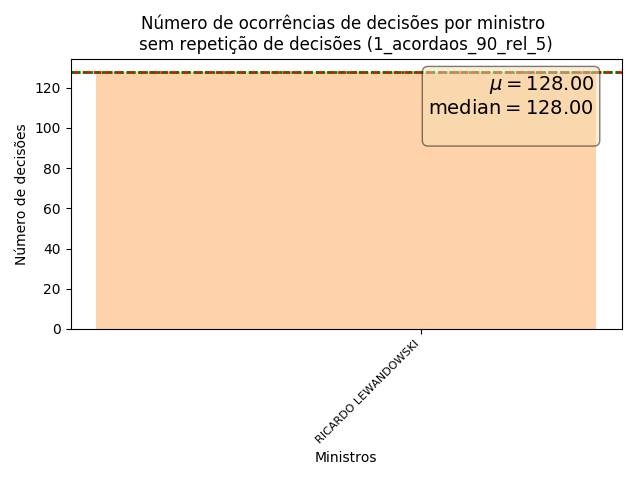 Número de ocorrências de decisões por ministro
sem repetição de decisões (1_acordaos_90_rel_5)
μ = 128.00
median = 128.00
Número de decisões
120
100
80
60
40
20
0
RICARDO LEWANDOWSKI
Ministros